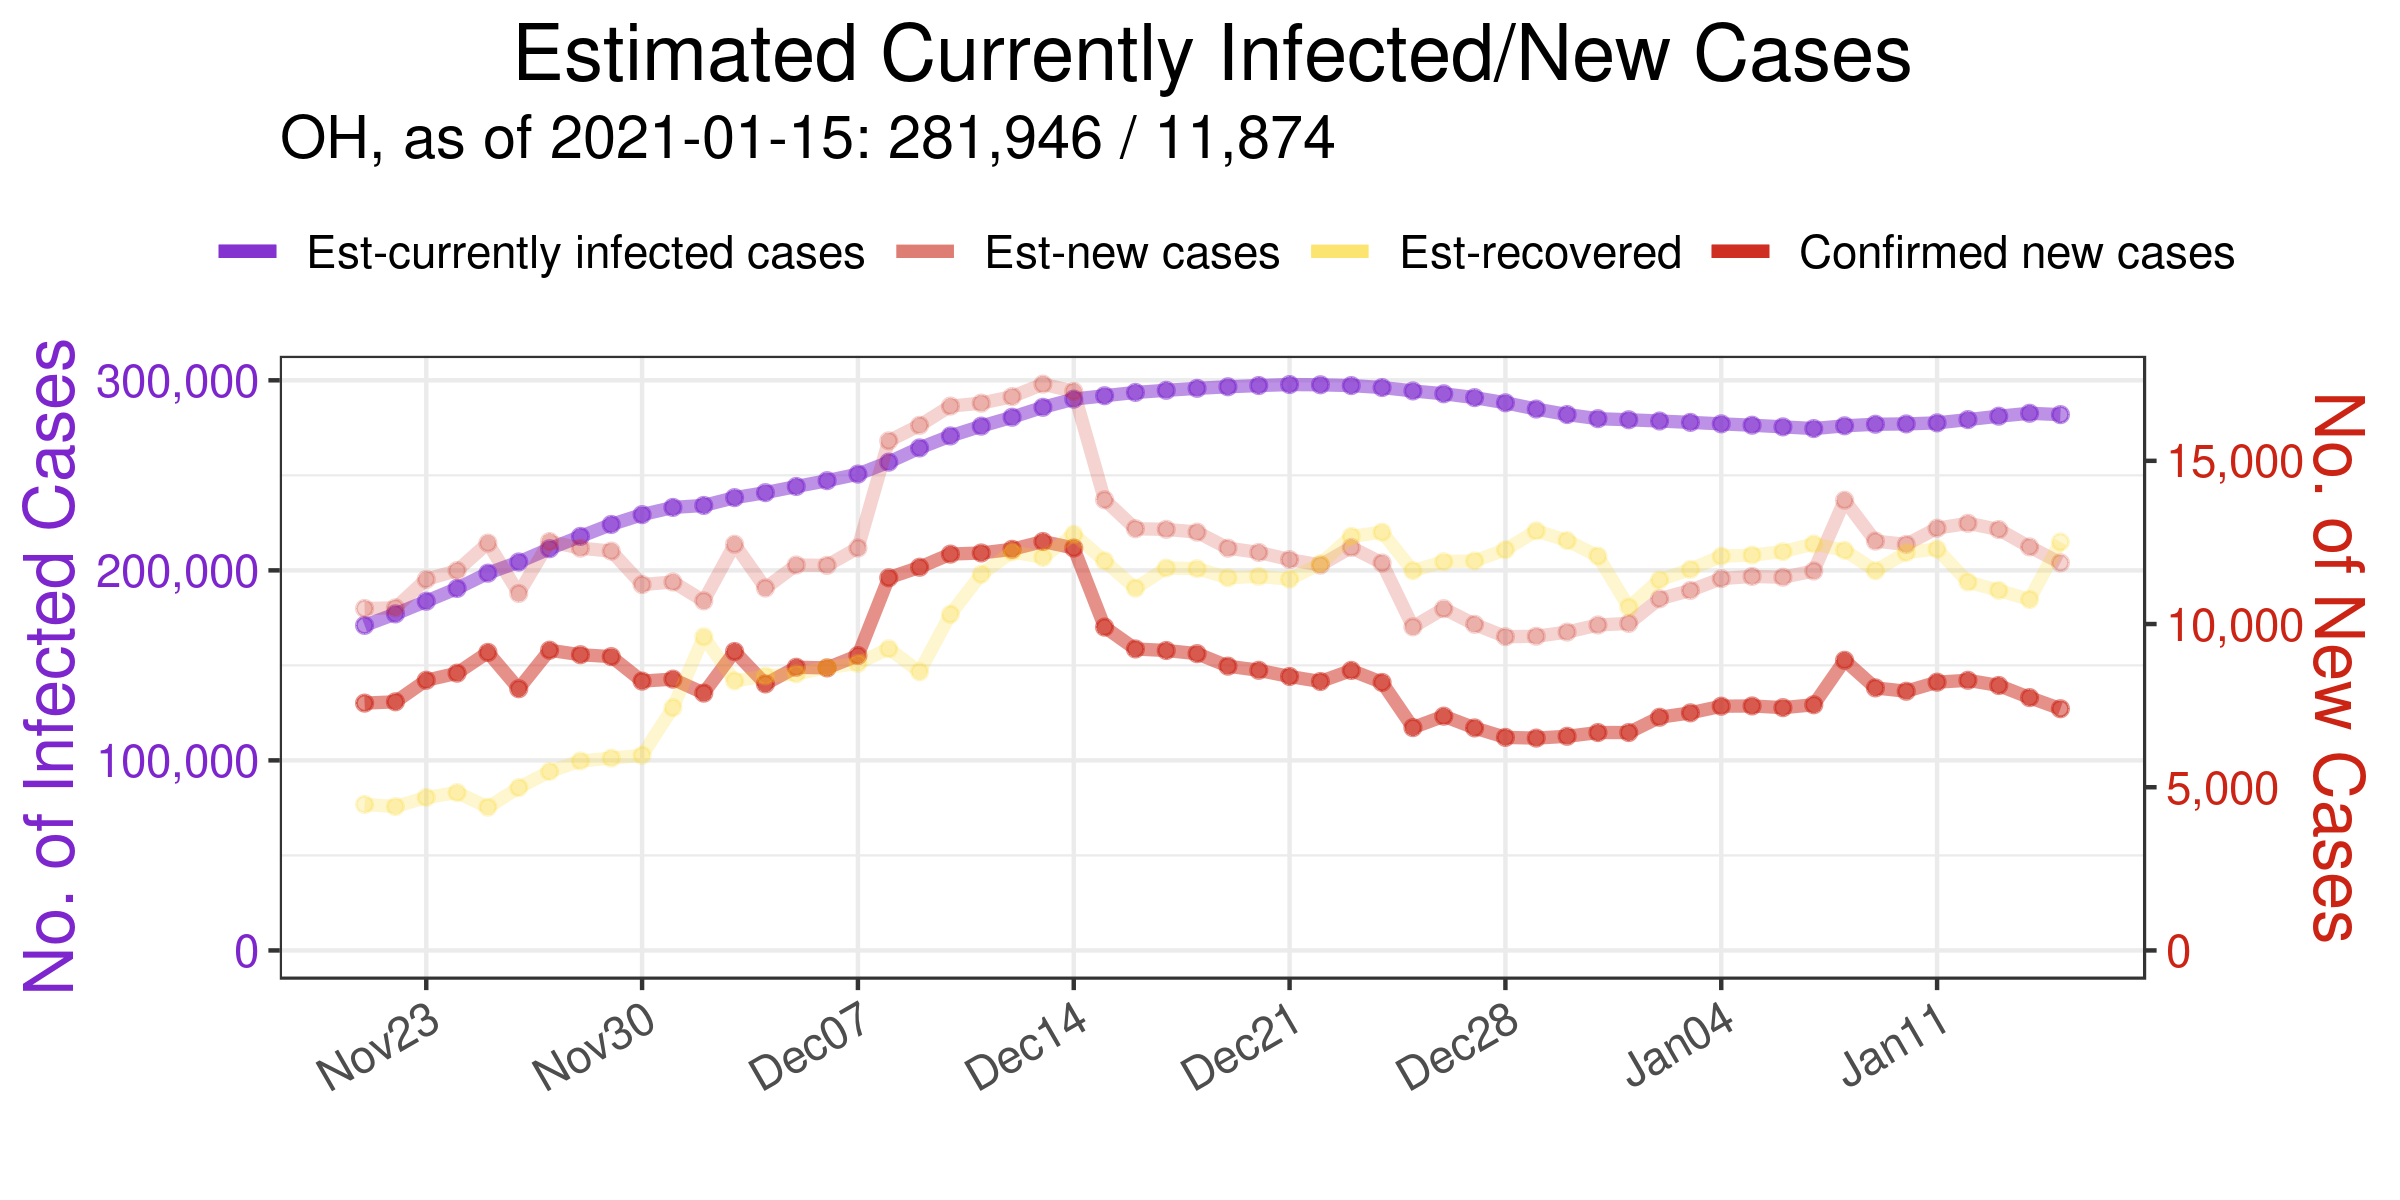 Estimated Currently Infected/New Cases
OH, as of 2021-01-15: 281,946 / 11,874
Est-currently infected cases Est-new cases Est-recovered Confirmed new cases
No. of Infected Cases
300,000
200,000
100,000
0
15,000
10,000
5,000
0
No. of New Cases
Nov23 Nov30 Dec07 Dec14 Dec21 Dec28 Jan04 Jan11